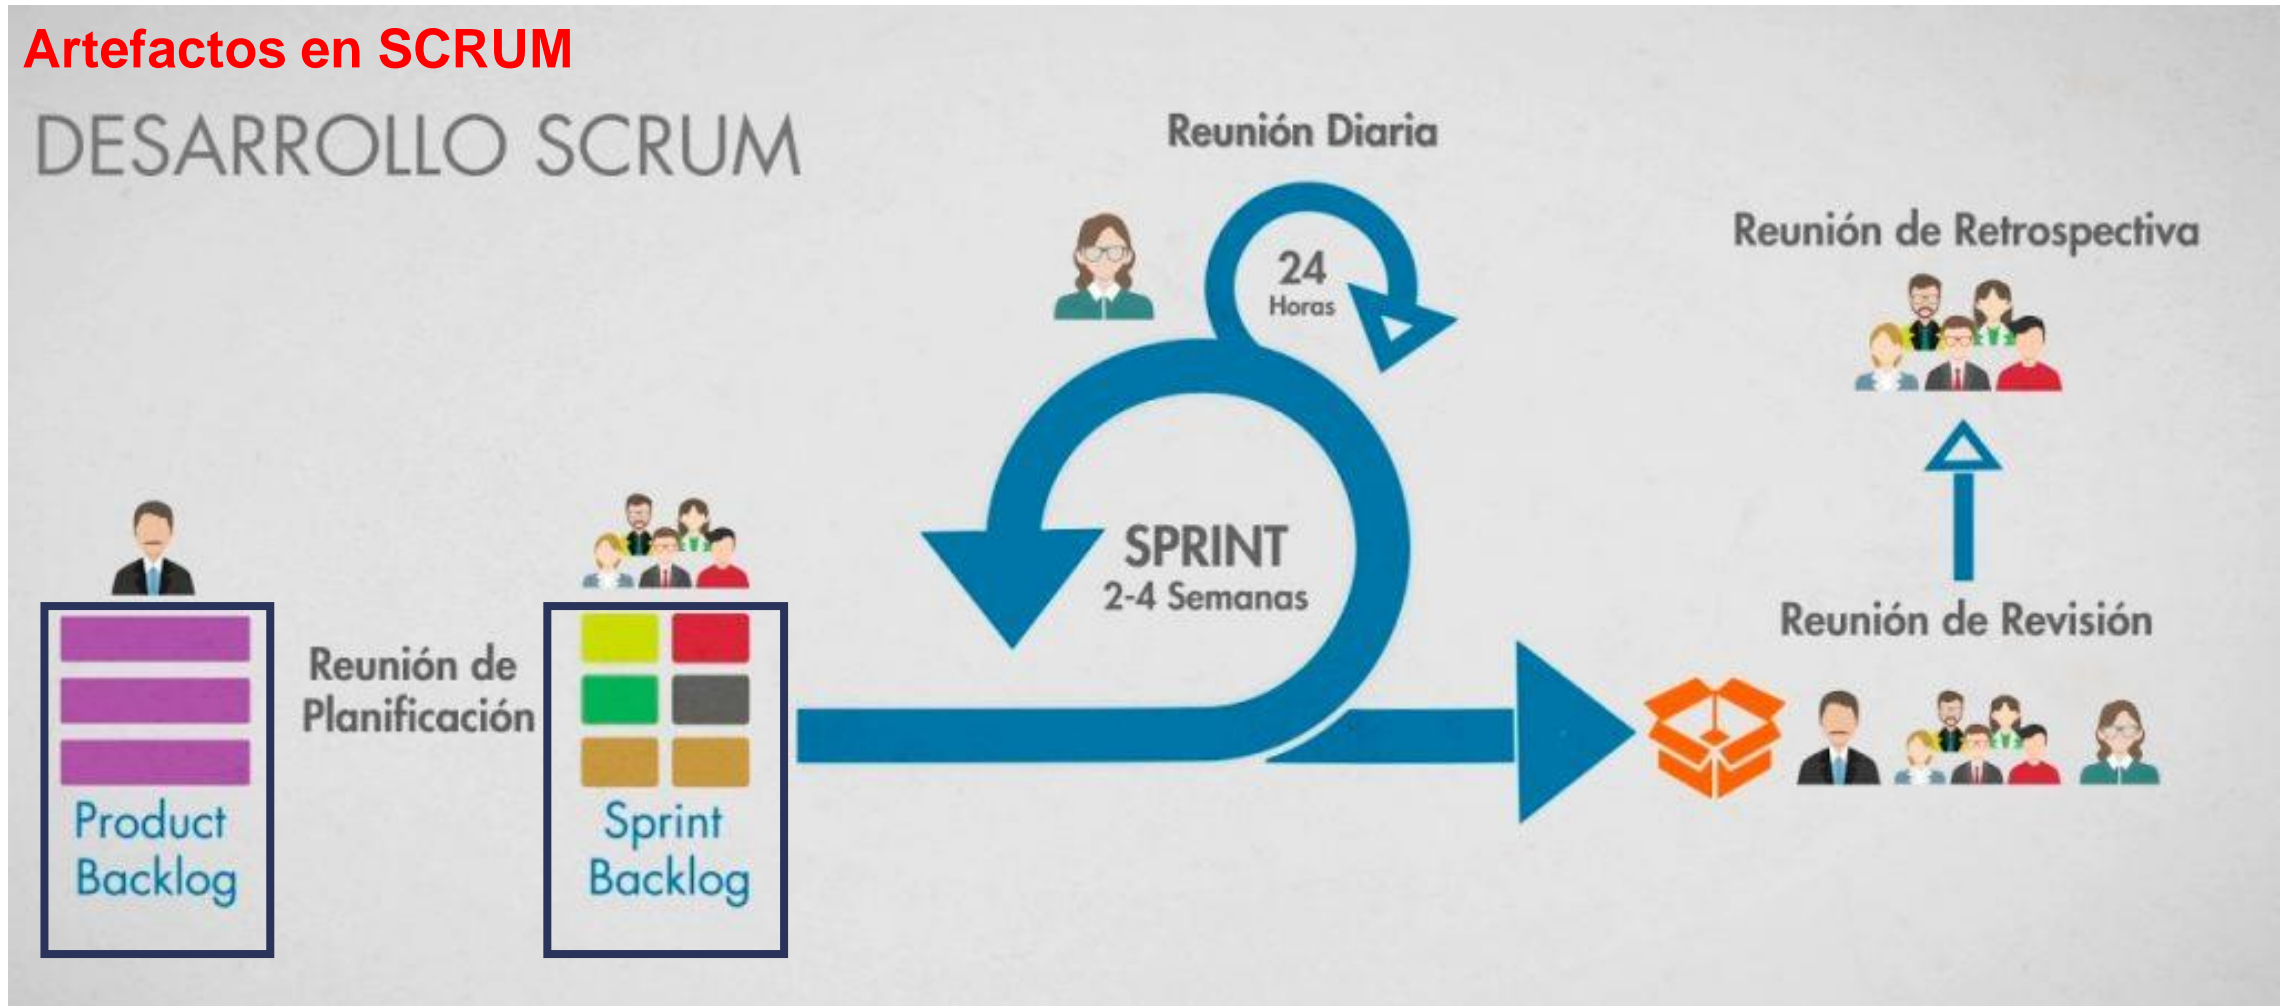 Artefactos en SCRUM
DESARROLLO SCRUM
Reunión Diaria
24
Horas
Reunión de Retrospectiva
SPRINT
2-4 Semanas
Reunión de Revisión
Reunión de
Planificación
Product
Backlog
Sprint
Backlog